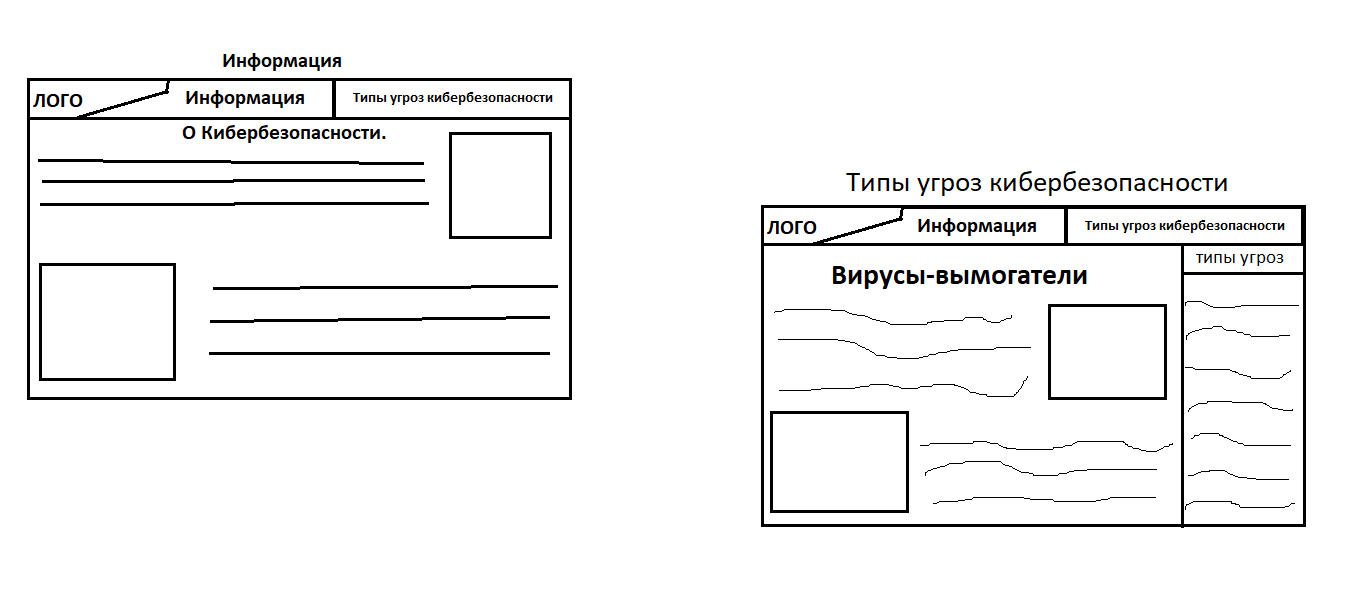 Информация
ЛОГО
Информация
Типы угроз кибербезопасности
О Кибербезопасности.
Типы угроз кибербезопасности
ЛОГО
Информация
Типы угроз кибербезопасности
типы угроз
Вирусы-вымогатели